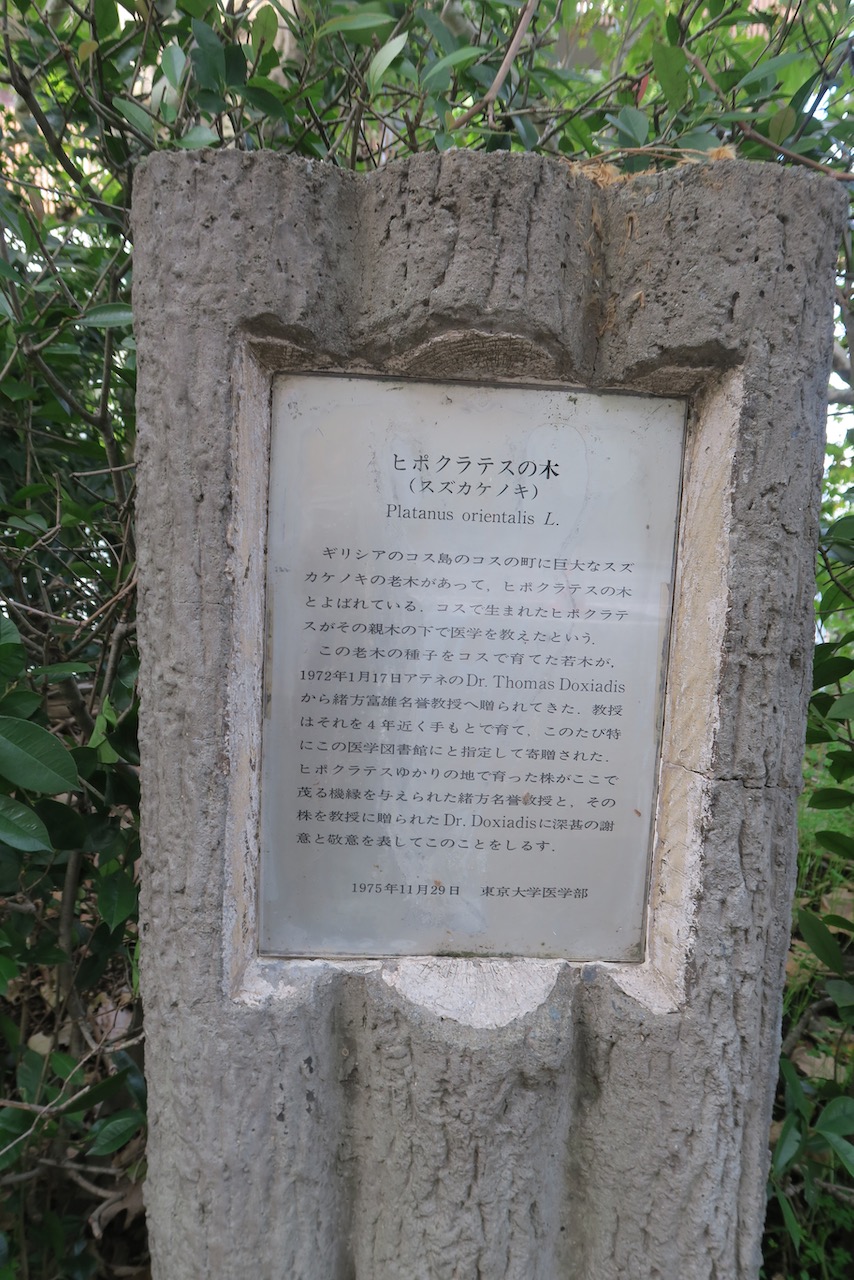 ヒポクラテスの木
(スズカケノキ)
Platanus orientalis L.
ギリシアのコス島のコスの町に巨大なスズ
カケノキの老木があって，ヒポクラテスの木
とよばれている．コスで生まれたヒポクラテ
スがその親木の下で医学を教えたという．
この老木の種子をコスで育てた若木が，
1972年1月17日アテネのDr. Thomas Doxiadis
から緒方富雄名誉教授へ贈られてきた．教授
はそれを４年近く手もとで育て，このたび特
にこの医学図書館にと指定して寄贈された．
ヒポクラテスゆかりの地で育った株がここで
茂る機縁を与えられた緒方名誉教授と，その
株を教授に贈られたDr. Doxiadisに深甚の謝
意と敬意を表してこのことをしるす．
1975年11月29日　東京大学医学部